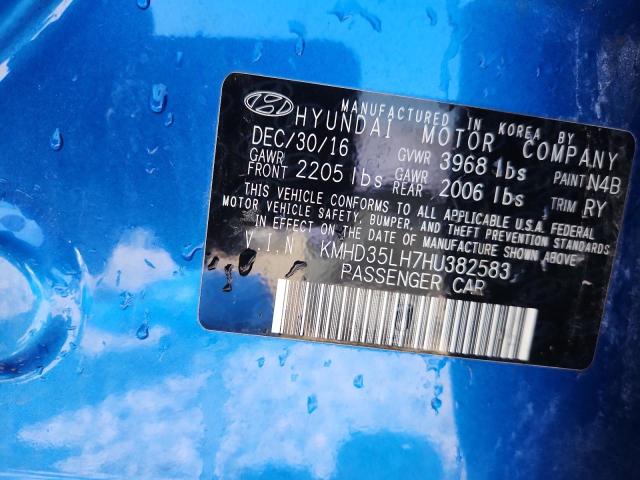 MANUFACTURED IN KOREA BY
HYUNDAI MOTOR COMPANY
DEC/30/16 GVWR 3968 lbs PAINT N4B
GAWR FRONT 2205 lbs GAWR REAR 2006 lbs TRIM RY
THIS VEHICLE CONFORMS TO ALL APPLICABLE U.S.A. FEDERAL
MOTOR VEHICLE SAFETY, BUMPER, AND THEFT PREVENTION STANDARDS
IN EFFECT ON THE DATE OF MANUFACTURE SHOWN ABOVE
V.I.N KMHD35LH7HU382583
PASSENGER CAR